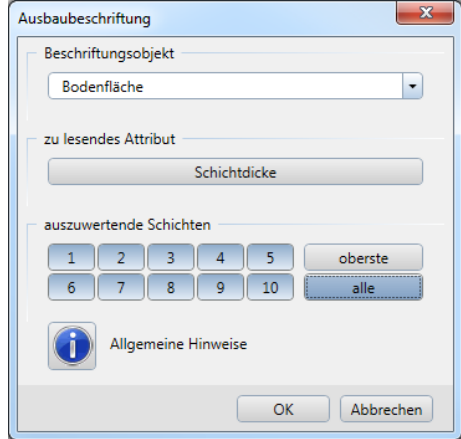 Ausbaubeschriftung
Beschriftungsobjekt
Bodenfläche
zu lesendes Attribut
Schichtdicke
auszuwertende Schichten
1 2 3 4 5 oberste
6 7 8 9 10 alle
Allgemeine Hinweise
OK Abbrechen